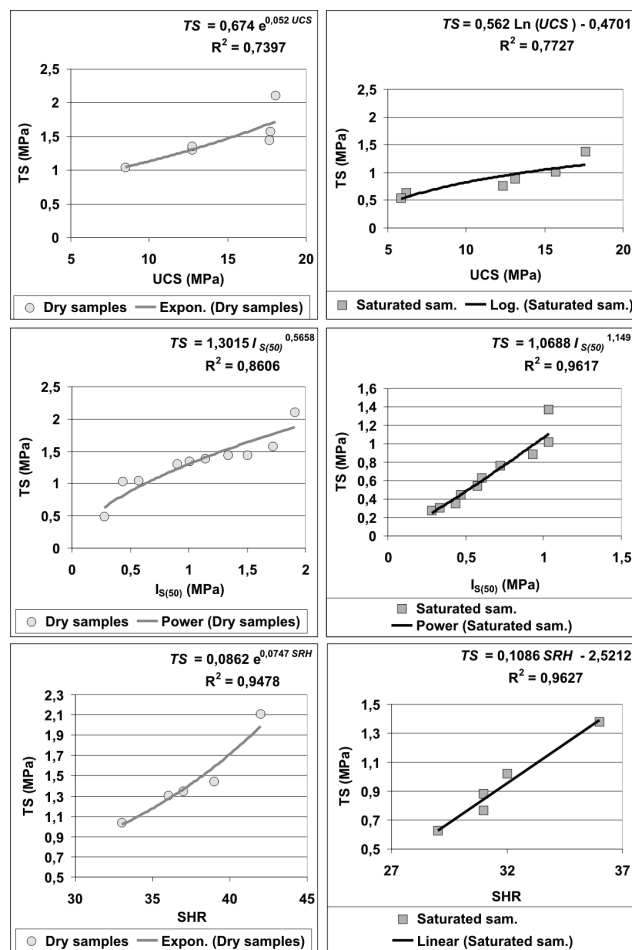 TS = 0,674 e^0,052 UCS
R² = 0,7397
2,5
2
1,5
1
0,5
0
TS (MPa)
5 10 15 20
UCS (MPa)
Dry samples Expon. (Dry samples)
TS = 0,562 Ln (UCS ) - 0,4701
R² = 0,7727
2,5
2
1,5
1
0,5
0
TS (MPa)
5 10 15 20
UCS (MPa)
Saturated sam. Log. (Saturated sam.)
TS = 1,3015 I S(50)^0,5658
R² = 0,8606
2,5
2
1,5
1
0,5
0
TS (MPa)
0 0,5 1 1,5 2
I S(50) (MPa)
Dry samples Power (Dry samples)
TS = 1,0688 I S(50)^1,149
R² = 0,9617
1,6
1,4
1,2
1
0,8
0,6
0,4
0,2
0
TS (MPa)
0 0,5 1 1,5
I S(50) (MPa)
Saturated sam.
Power (Saturated sam.)
TS = 0,0862 e^0,0747 SRH
R² = 0,9478
2,3
2,1
1,9
1,7
1,5
1,3
1,1
0,9
0,7
0,5
TS (MPa)
30 35 40 45
SHR
Dry samples Expon. (Dry samples)
TS = 0,1086 SRH - 2,5212
R² = 0,9627
1,5
1,3
1,1
0,9
0,7
0,5
TS (MPa)
27 32 37
SHR
Saturated sam.
Linear (Saturated sam.)